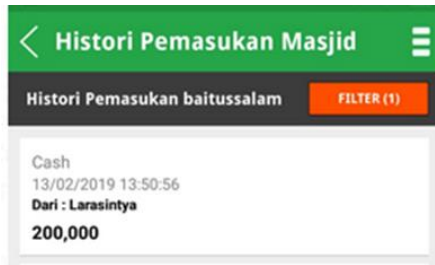 Histori Pemasukan Masjid
Histori Pemasukan baitussalam FILTER (1)
Cash
13/02/2019 13:50:56
Dari : Larasintya
200,000